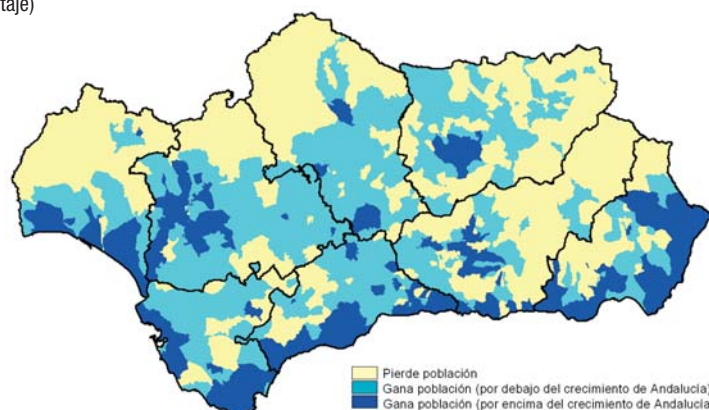 taje)
Pierde población
Gana población (por debajo del crecimiento de Andalucía)
Gana población (por encima del crecimiento de Andalucía